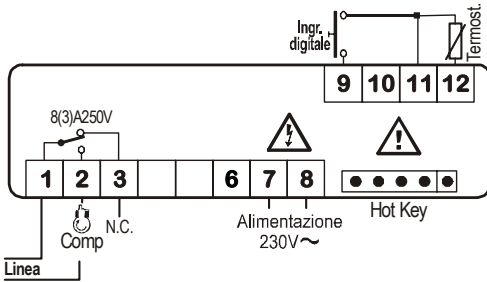 Ingr.
digitale
Termost.
9 10 11 12
8(3)A250V
1 2 3 6 7 8
Comp
N.C.
Alimentazione
230V~
Hot Key
Linea